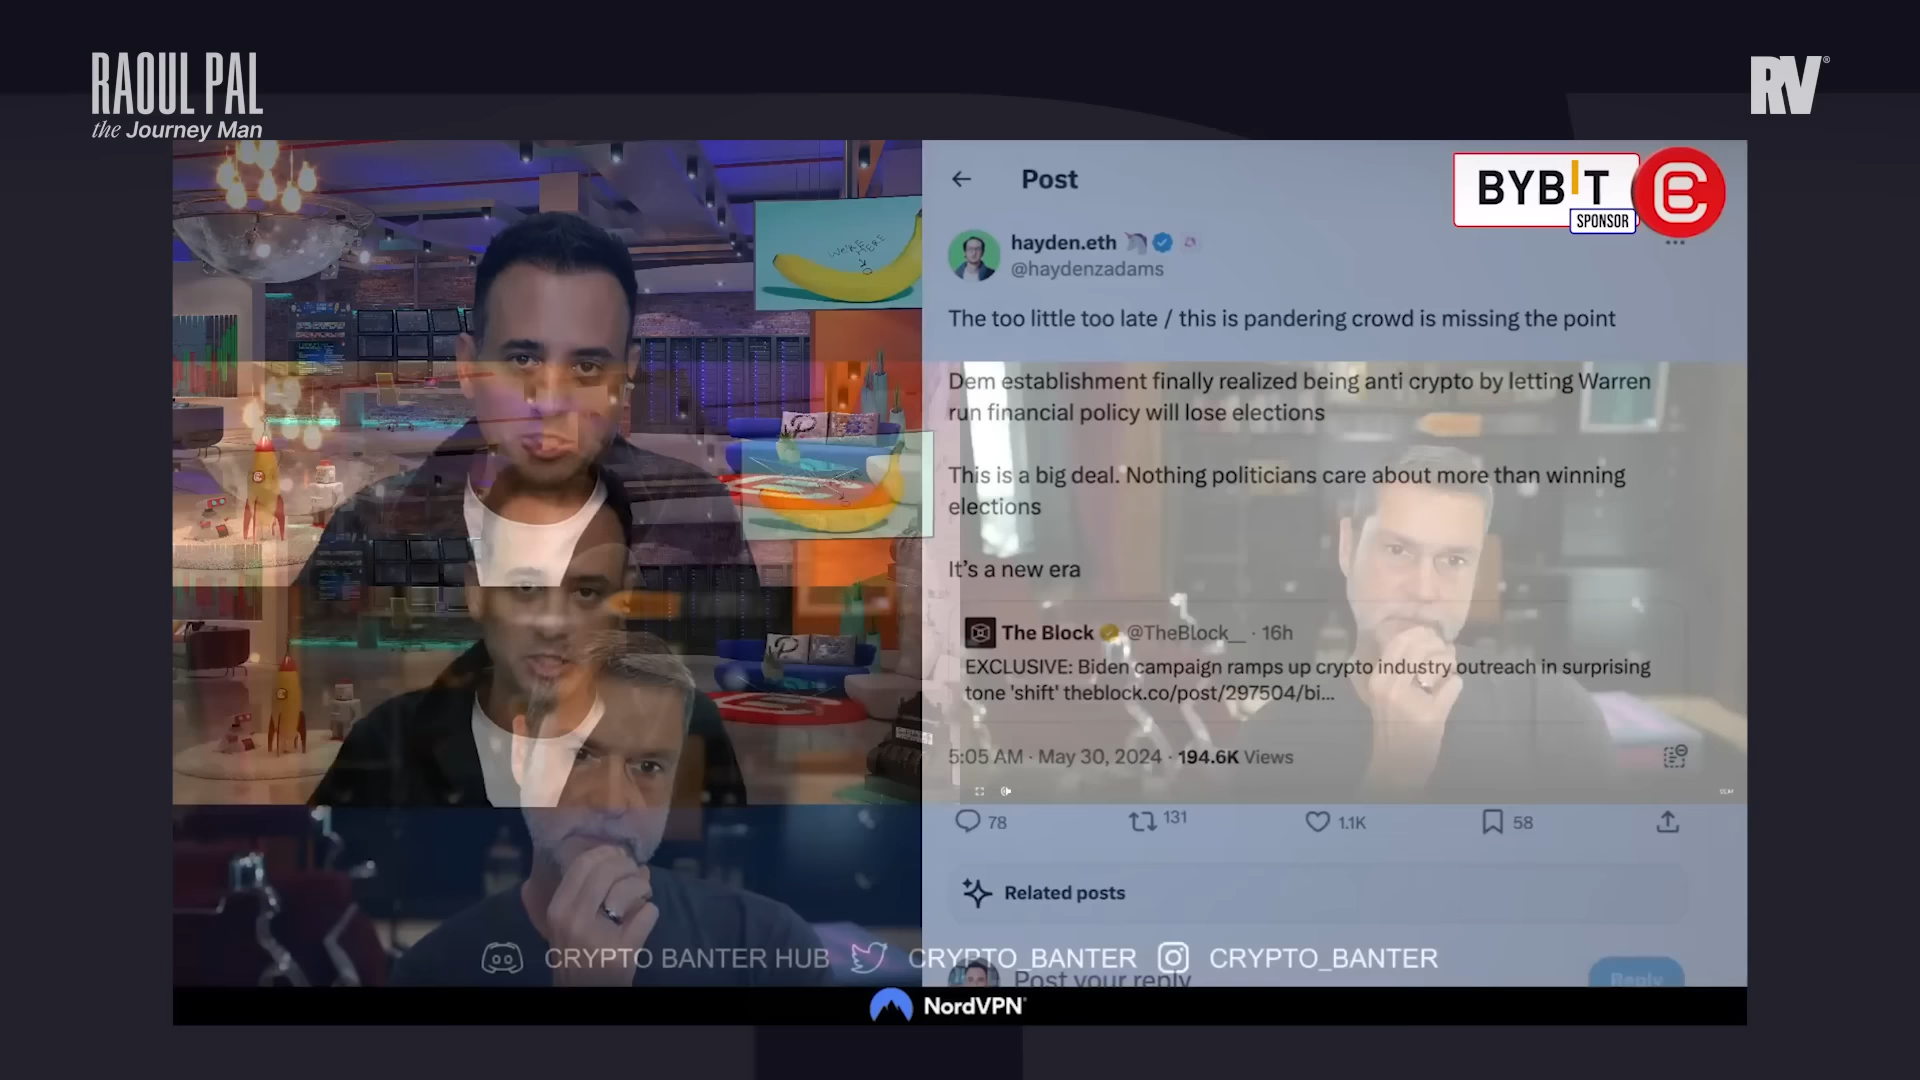 RAOUL PAL
the Journey Man
RV®
BYBIT
SPONSOR
WE'RE HERE
Post
hayden.eth
@haydenzadams
The too little too late / this is pandering crowd is missing the point
Dem establishment finally realized being anti crypto by letting Warren
run financial policy will lose elections
This is a big deal. Nothing politicians care about more than winning
elections
It's a new era
The Block @TheBlock__ · 16h
EXCLUSIVE: Biden campaign ramps up crypto industry outreach in surprising
tone 'shift' theblock.co/post/297504/bi...
5:05 AM · May 30, 2024 · 194.6K Views
78 131 1.1K 58
Related posts
Post your reply
Reply
CRYPTO BANTER HUB CRYPTO_BANTER CRYPTO_BANTER
NordVPN®